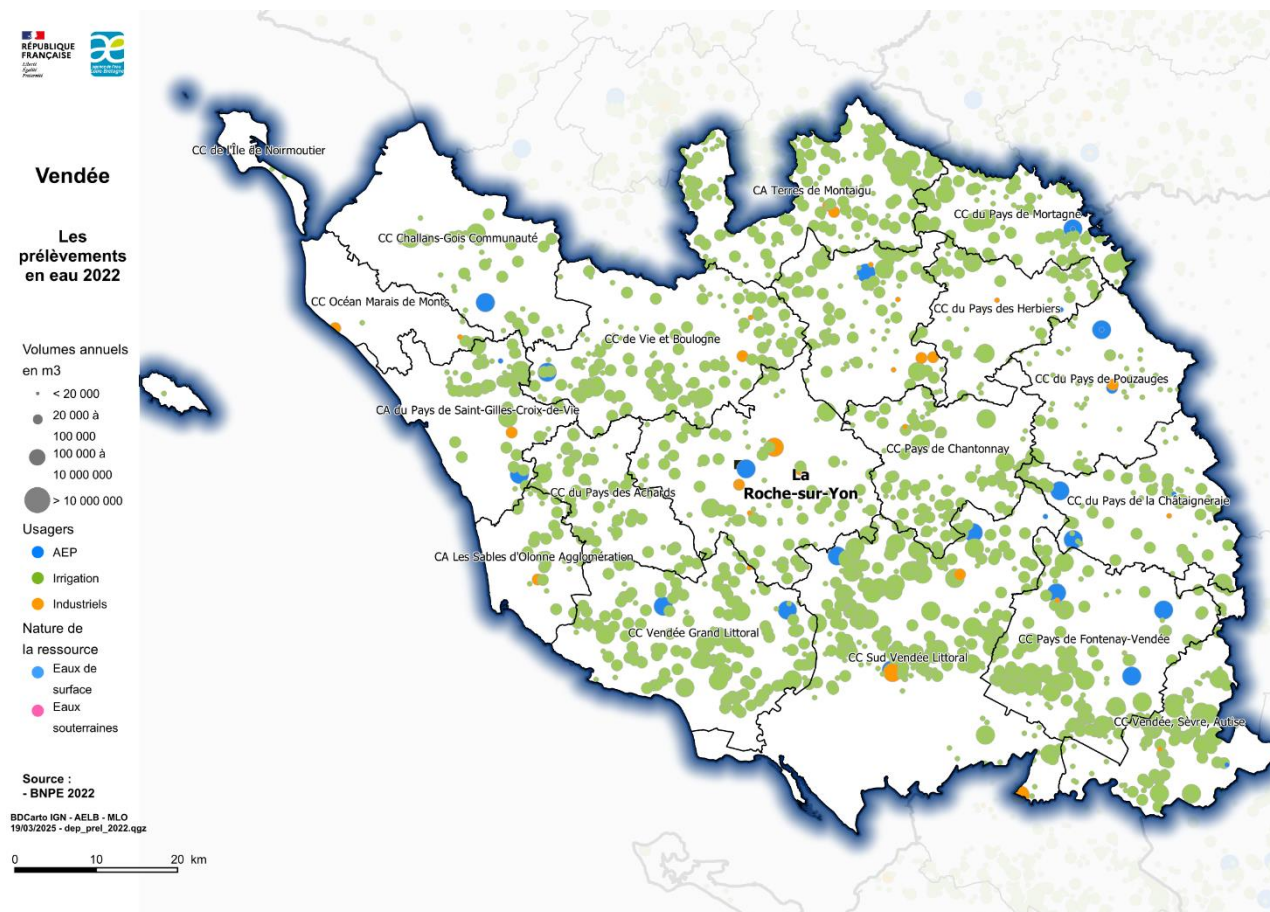 RÉPUBLIQUE
FRANÇAISE
Liberté
Égalité
Fraternité
Vendée
Les
prélèvements
en eau 2022
Volumes annuels
en m3
< 20 000
20 000 à
100 000
100 000 à
10 000 000
> 10 000 000
Usagers
AEP
Irrigation
Industriels
Nature de
la ressource
Eaux de
surface
Eaux
souterraines
Source :
- BNPE 2022
BDCarto IGN - AELB - MLO
19/03/2025 - dep_prel_2022.qgz
0 10 20 km
CC de l'Île de Noirmoutier
CA Terres de Montaigu
CC du Pays de Mortagne
CC Challans-Gois Communauté
CC Océan Marais de Monts
CC du Pays des Herbiers
CC de Vie et Boulogne
CC du Pays de Pouzauges
CA du Pays de Saint-Gilles-Croix-de-Vie
CC Pays de Chantonnay
La
Roche-sur-Yon
CC du Pays des Achards
CC du Pays de la Châtaigneraie
CA Les Sables d'Olonne Agglomération
CC Vendée Grand Littoral
CC Pays de Fontenay-Vendée
CC Sud Vendée Littoral
CC Vendée, Sèvre, Autise